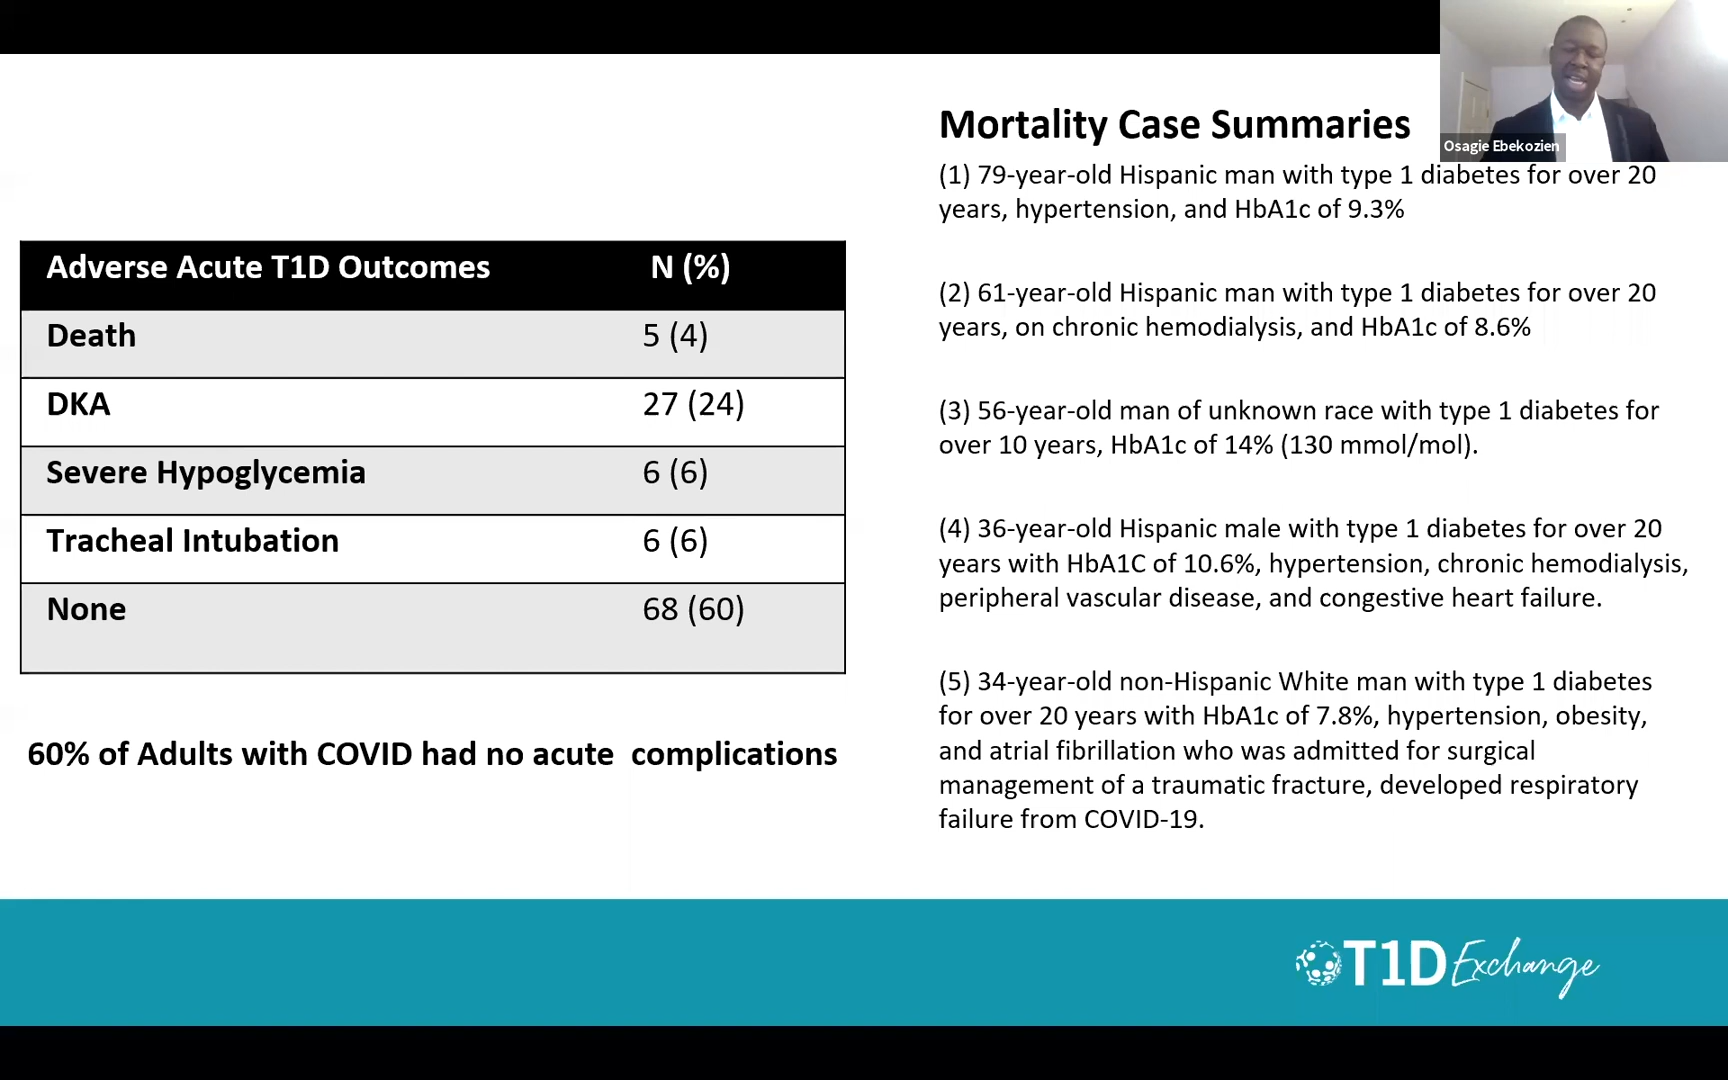 Osagie Ebekozien
Adverse Acute T1D Outcomes N (%)
Death 5 (4)
DKA 27 (24)
Severe Hypoglycemia 6 (6)
Tracheal Intubation 6 (6)
None 68 (60)
60% of Adults with COVID had no acute complications
Mortality Case Summaries
(1) 79-year-old Hispanic man with type 1 diabetes for over 20
years, hypertension, and HbA1c of 9.3%
(2) 61-year-old Hispanic man with type 1 diabetes for over 20
years, on chronic hemodialysis, and HbA1c of 8.6%
(3) 56-year-old man of unknown race with type 1 diabetes for
over 10 years, HbA1c of 14% (130 mmol/mol).
(4) 36-year-old Hispanic male with type 1 diabetes for over 20
years with HbA1C of 10.6%, hypertension, chronic hemodialysis,
peripheral vascular disease, and congestive heart failure.
(5) 34-year-old non-Hispanic White man with type 1 diabetes
for over 20 years with HbA1c of 7.8%, hypertension, obesity,
and atrial fibrillation who was admitted for surgical
management of a traumatic fracture, developed respiratory
failure from COVID-19.
T1D Exchange